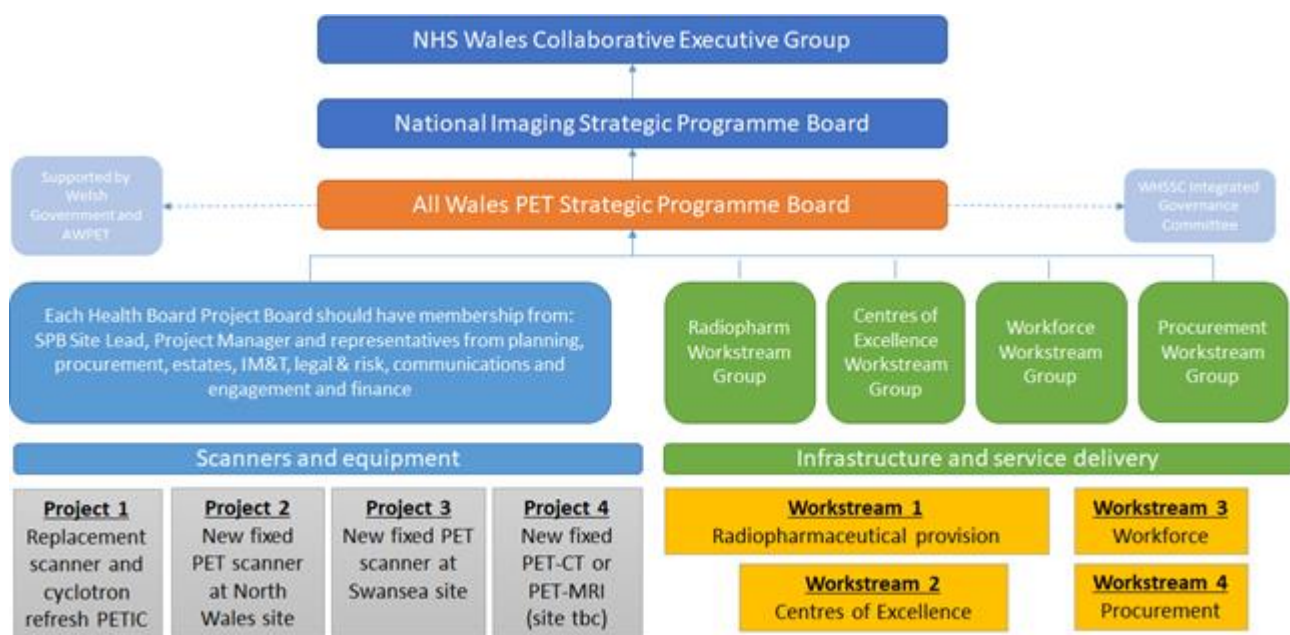 NHS Wales Collaborative Executive Group
National Imaging Strategic Programme Board
Supported by
Welsh
Government and
AWPET
All Wales PET Strategic Programme Board
WHSSC Integrated
Governance
Committee
Each Health Board Project Board should have membership from:
SPB Site Lead, Project Manager and representatives from planning,
procurement, estates, IM&T, legal & risk, communications and
engagement and finance
Radiopharm
Workstream
Group
Centres of
Excellence
Workstream
Group
Workforce
Workstream
Group
Procurement
Workstream
Group
Scanners and equipment
Infrastructure and service delivery
Project 1
Replacement
scanner and
cyclotron
refresh PETIC
Project 2
New fixed
PET scanner
at North
Wales site
Project 3
New fixed PET
scanner at
Swansea site
Project 4
New fixed
PET-CT or
PET-MRI
(site tbc)
Workstream 1
Radiopharmaceutical provision
Workstream 2
Centres of Excellence
Workstream 3
Workforce
Workstream 4
Procurement